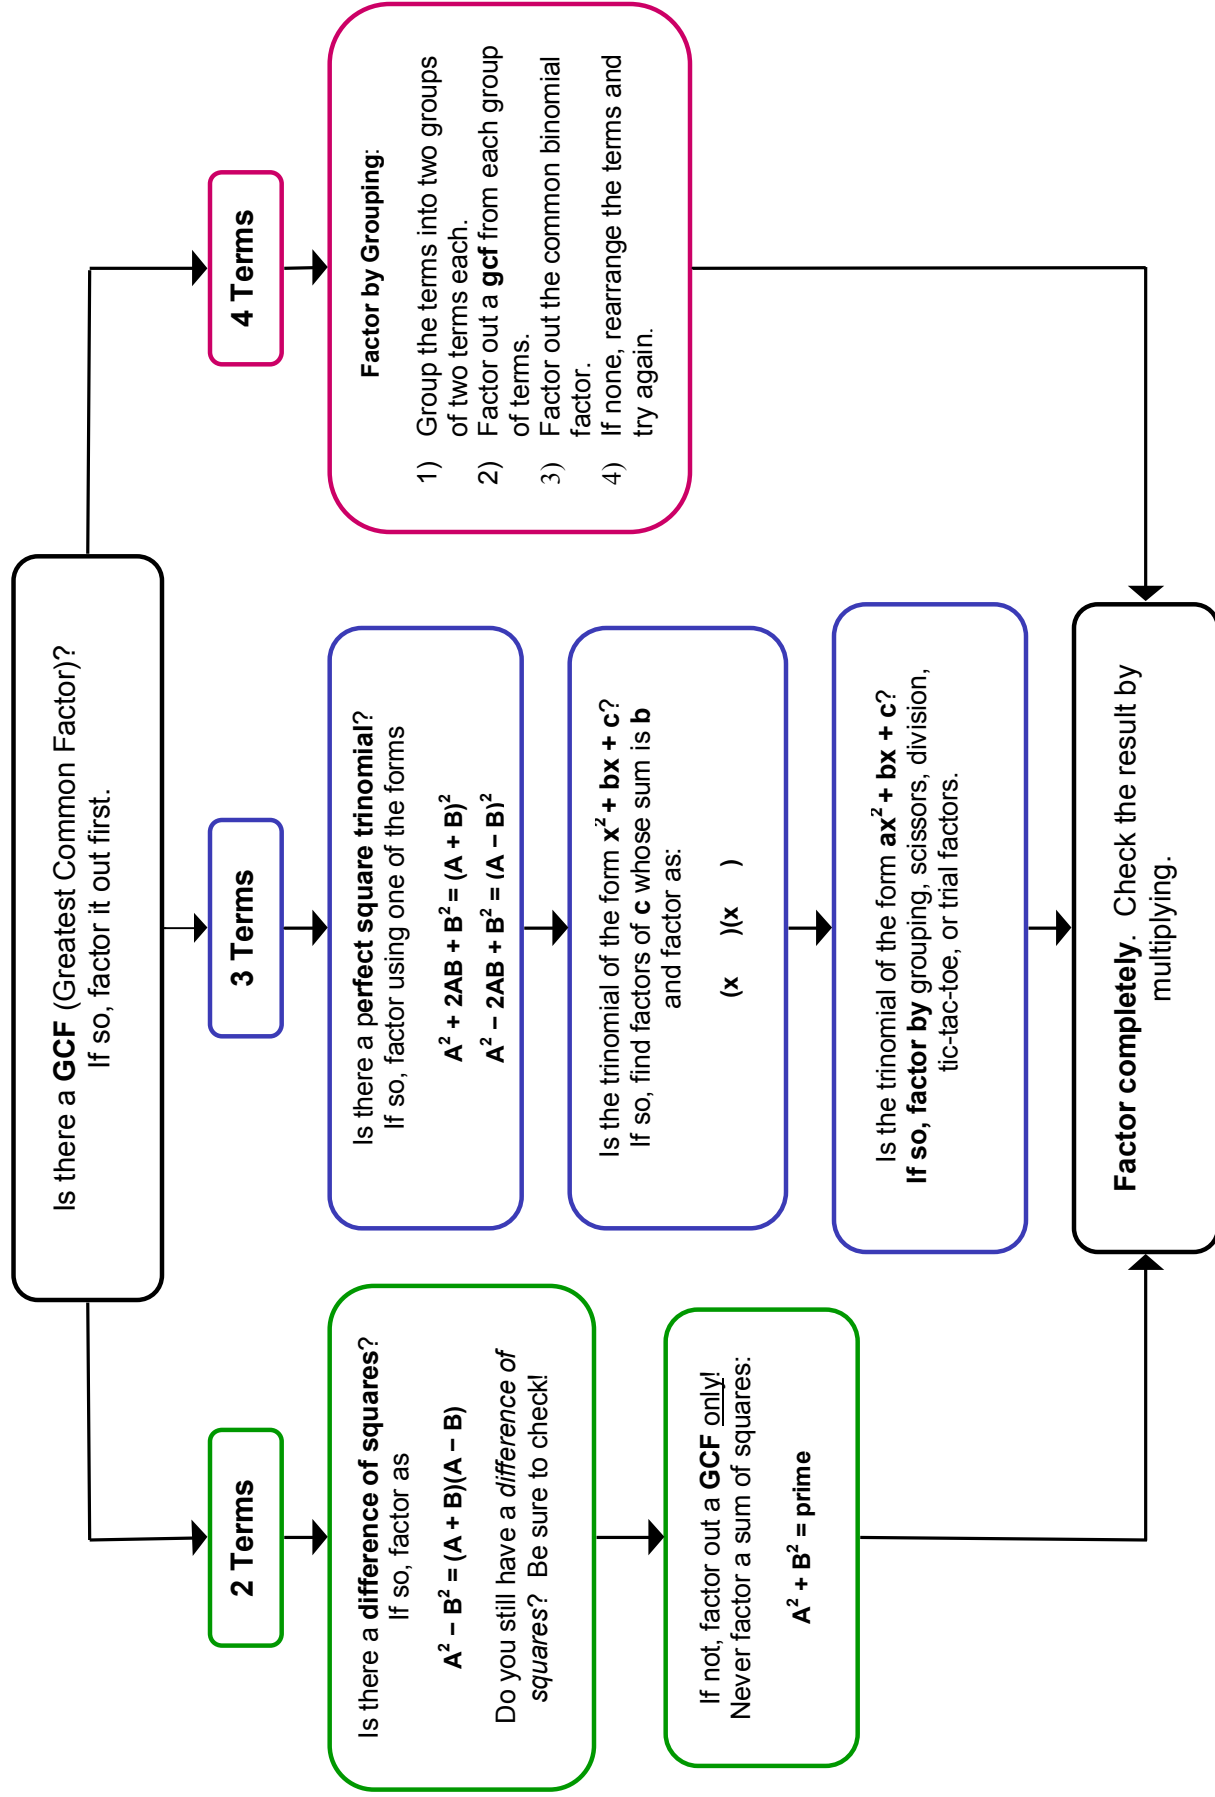 Is there a GCF (Greatest Common Factor)?
If so, factor it out first.
2 Terms
Is there a difference of squares?
If so, factor as
A² − B² = (A + B)(A − B)
Do you still have a difference of
squares? Be sure to check!
If not, factor out a GCF only!
Never factor a sum of squares:
A² + B² = prime
3 Terms
Is there a perfect square trinomial?
If so, factor using one of the forms
A² + 2AB + B² = (A + B)²
A² − 2AB + B² = (A − B)²
Is the trinomial of the form x² + bx + c?
If so, find factors of c whose sum is b
and factor as:
(x    )(x    )
Is the trinomial of the form ax² + bx + c?
If so, factor by grouping, scissors, division,
tic-tac-toe, or trial factors.
4 Terms
Factor by Grouping:
1) Group the terms into two groups
of two terms each.
2) Factor out a gcf from each group
of terms.
3) Factor out the common binomial
factor.
4) If none, rearrange the terms and
try again.
Factor completely. Check the result by
multiplying.